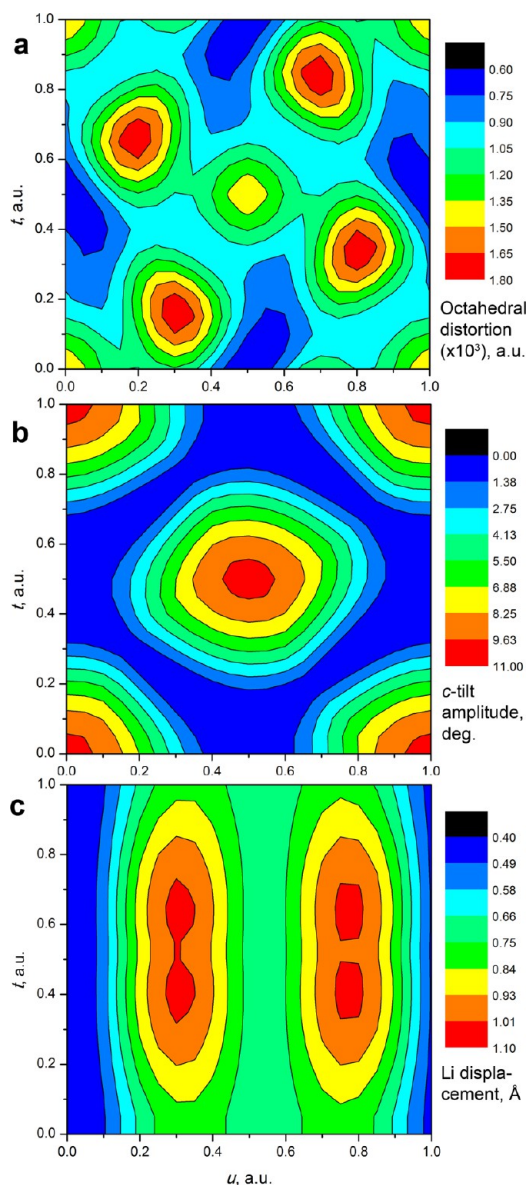 a
1.0
0.8
0.6
0.4
0.2
0.0
t, a.u.
0.0 0.2 0.4 0.6 0.8 1.0
0.60
0.75
0.90
1.05
1.20
1.35
1.50
1.65
1.80
Octahedral
distortion
(x10³), a.u.
b
1.0
0.8
0.6
0.4
0.2
0.0
t, a.u.
0.0 0.2 0.4 0.6 0.8 1.0
0.00
1.38
2.75
4.13
5.50
6.88
8.25
9.63
11.00
c-tilt
amplitude,
deg.
c
1.0
0.8
0.6
0.4
0.2
0.0
t, a.u.
0.0 0.2 0.4 0.6 0.8 1.0
u, a.u.
0.40
0.49
0.58
0.66
0.75
0.84
0.93
1.01
1.10
Li displa-
cement, Å